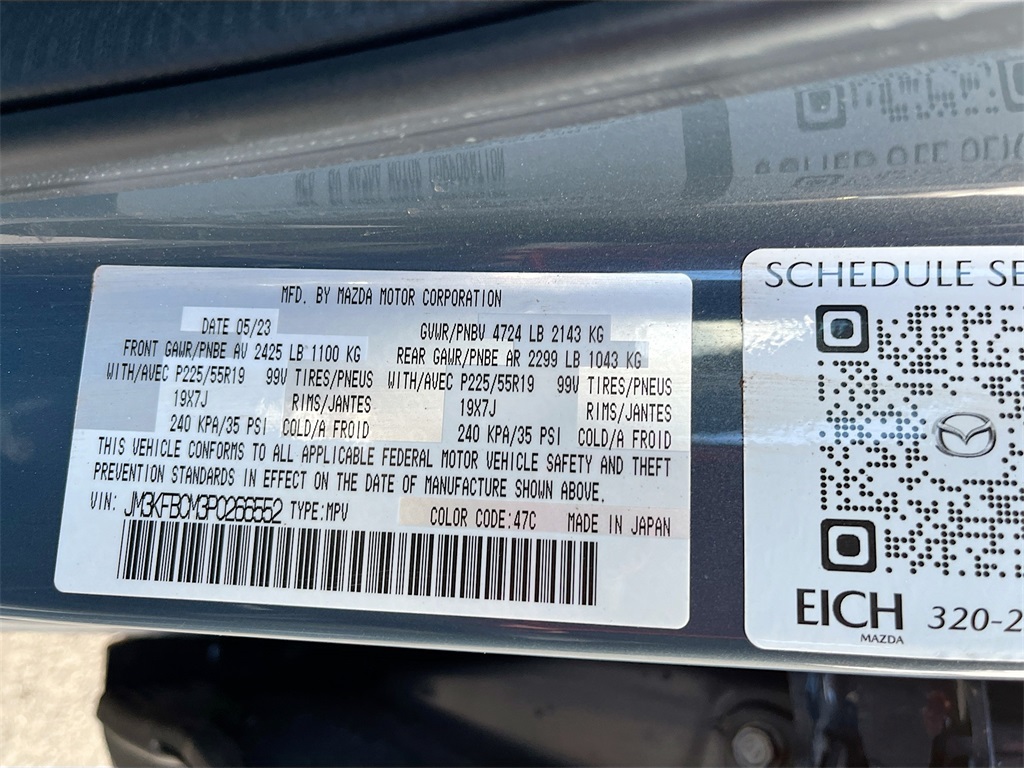 MFD. BY MAZDA MOTOR CORPORATION
DATE 05/23
GVWR/PNBV 4724 LB 2143 KG
FRONT GAWR/PNBE AV 2425 LB 1100 KG
REAR GAWR/PNBE AR 2299 LB 1043 KG
WITH/AVEC P225/55R19 99V TIRES/PNEUS
WITH/AVEC P225/55R19 99V TIRES/PNEUS
19X7J RIMS/JANTES
19X7J RIMS/JANTES
240 KPA/35 PSI COLD/A FROID
240 KPA/35 PSI COLD/A FROID
THIS VEHICLE CONFORMS TO ALL APPLICABLE FEDERAL MOTOR VEHICLE SAFETY AND THEFT
PREVENTION STANDARDS IN EFFECT ON THE DATE OF MANUFACTURE SHOWN ABOVE.
VIN: JM3KFBCM3P0266552 TYPE:MPV COLOR CODE:47C MADE IN JAPAN
SCHEDULE SE
EICH
MAZDA
320-2